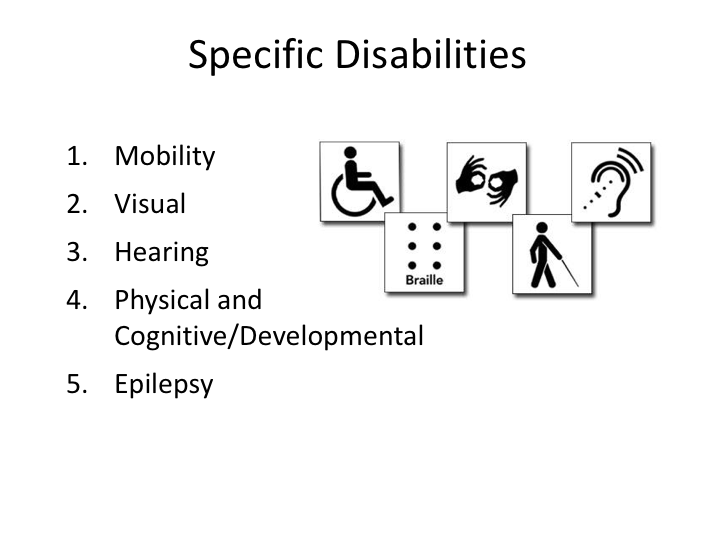 Specific Disabilities
1. Mobility
2. Visual
3. Hearing
4. Physical and
Cognitive/Developmental
5. Epilepsy
Braille